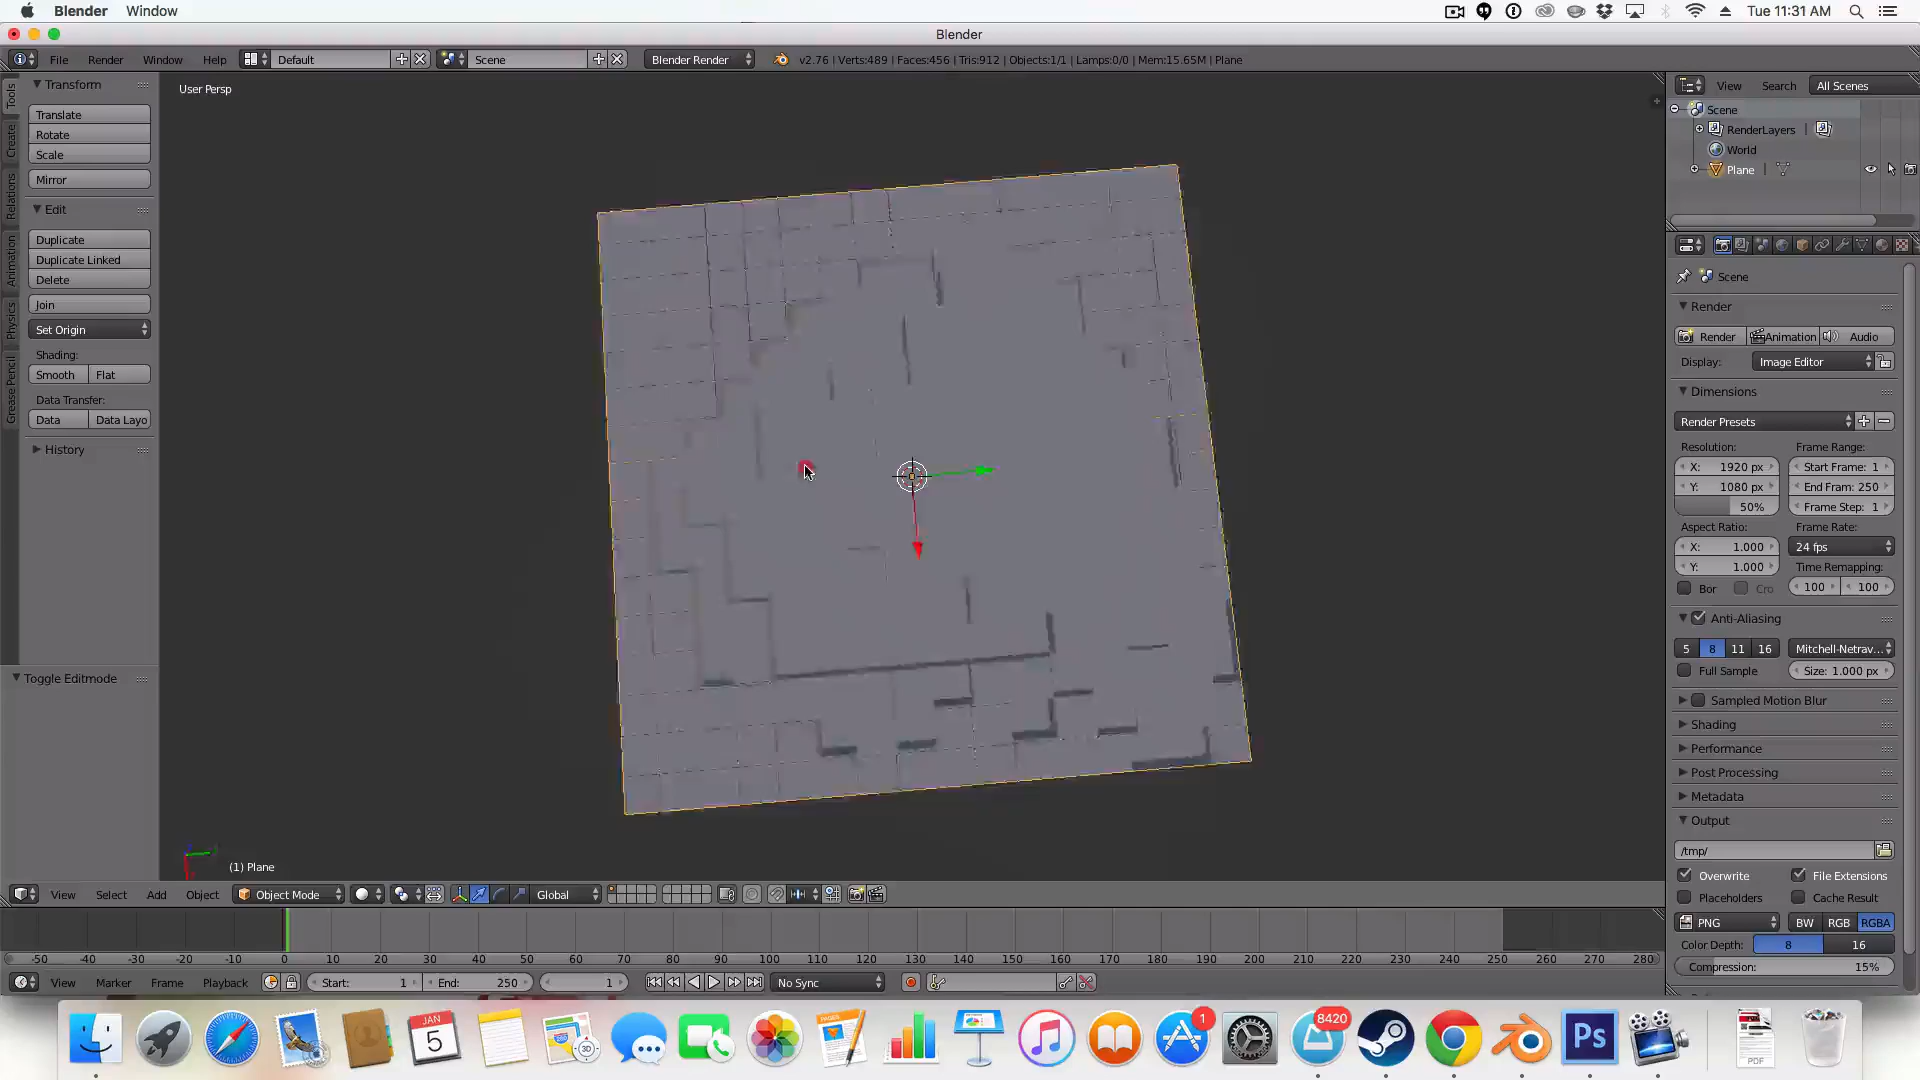 Blender Window Tue 11:31 AM
Blender
File Render Window Help Default Scene Blender Render v2.76 | Verts:489 | Faces:456 | Tris:912 | Objects:1/1 | Lamps:0/0 | Mem:15.65M | Plane
Tools
Create
Relations
Animation
Physics
Grease Pencil
Transform
Translate
Rotate
Scale
Mirror
Edit
Duplicate
Duplicate Linked
Delete
Join
Set Origin
Shading:
Smooth Flat
Data Transfer:
Data Data Layo
History
Toggle Editmode
User Persp
(1) Plane
View Search All Scenes
Scene
RenderLayers
World
Plane
Scene
Render
Render Animation Audio
Display: Image Editor
Dimensions
Render Presets
Resolution: Frame Range:
X: 1920 px Start Frame: 1
Y: 1080 px End Fram: 250
50% Frame Step: 1
Aspect Ratio: Frame Rate:
X: 1.000 24 fps
Y: 1.000 Time Remapping:
Bor Cro 100 100
Anti-Aliasing
5 8 11 16 Mitchell-Netrav...
Full Sample Size: 1.000 px
Sampled Motion Blur
Shading
Performance
Post Processing
Metadata
Output
/tmp/
Overwrite File Extensions
Placeholders Cache Result
PNG BW RGB RGBA
Color Depth: 8 16
Compression: 15%
View Select Add Object Object Mode Global
-50 -40 -30 -20 -10 0 10 20 30 40 50 60 70 80 90 100 110 120 130 140 150 160 170 180 190 200 210 220 230 240 250 260 270 280
View Marker Frame Playback Start: 1 End: 250 1 No Sync
JAN
5
30
PAGES
1
8420
Ps
PDF